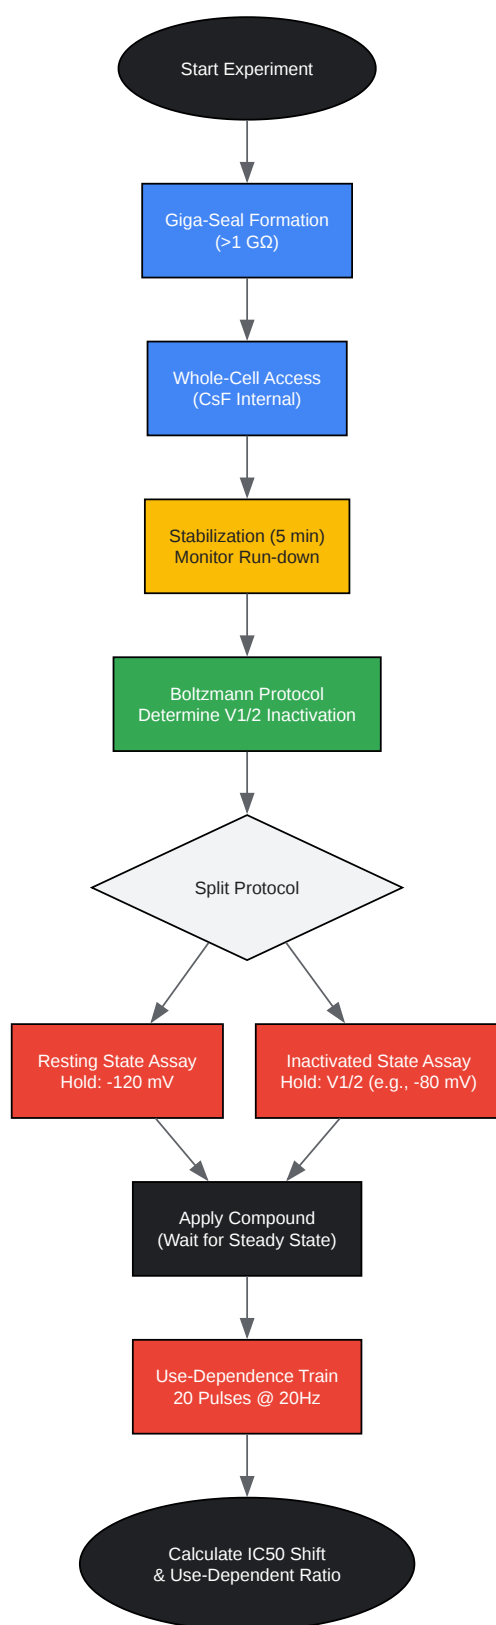 Start Experiment
Giga-Seal Formation
(>1 GΩ)
Whole-Cell Access
(CsF Internal)
Stabilization (5 min)
Monitor Run-down
Boltzmann Protocol
Determine V1/2 Inactivation
Split Protocol
Resting State Assay
Hold: -120 mV
Inactivated State Assay
Hold: V1/2 (e.g., -80 mV)
Apply Compound
(Wait for Steady State)
Use-Dependence Train
20 Pulses @ 20Hz
Calculate IC50 Shift
& Use-Dependent Ratio